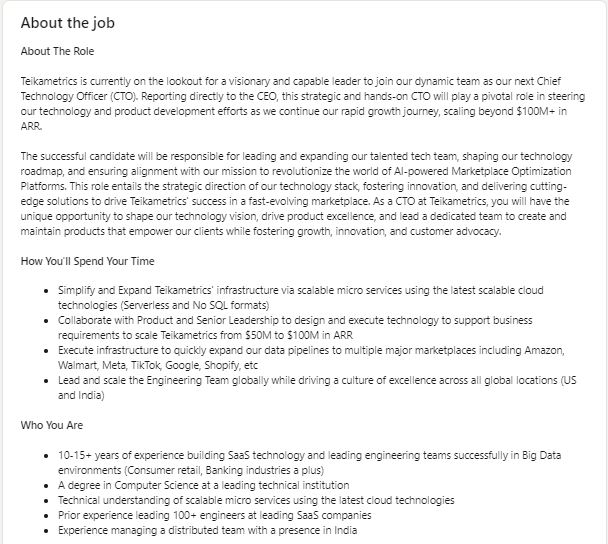 About the job
About The Role
Teikametrics is currently on the lookout for a visionary and capable leader to join our dynamic team as our next Chief
Technology Officer (CTO). Reporting directly to the CEO, this strategic and hands-on CTO will play a pivotal role in steering
our technology and product development efforts as we continue our rapid growth journey, scaling beyond $100M+ in
ARR.
The successful candidate will be responsible for leading and expanding our talented tech team, shaping our technology
roadmap, and ensuring alignment with our mission to revolutionize the world of AI-powered Marketplace Optimization
Platforms. This role entails the strategic direction of our technology stack, fostering innovation, and delivering cutting-
edge solutions to drive Teikametrics' success in a fast-evolving marketplace. As a CTO at Teikametrics, you will have the
unique opportunity to shape our technology vision, drive product excellence, and lead a dedicated team to create and
maintain products that empower our clients while fostering growth, innovation, and customer advocacy.
How You'll Spend Your Time
• Simplify and Expand Teikametrics' infrastructure via scalable micro services using the latest scalable cloud
technologies (Serverless and No SQL formats)
• Collaborate with Product and Senior Leadership to design and execute technology to support business
requirements to scale Teikametrics from $50M to $100M in ARR
• Execute infrastructure to quickly expand our data pipelines to multiple major marketplaces including Amazon,
Walmart, Meta, TikTok, Google, Shopify, etc
• Lead and scale the Engineering Team globally while driving a culture of excellence across all global locations (US
and India)
Who You Are
• 10-15+ years of experience building SaaS technology and leading engineering teams successfully in Big Data
environments (Consumer retail, Banking industries a plus)
• A degree in Computer Science at a leading technical institution
• Technical understanding of scalable micro services using the latest cloud technologies
• Prior experience leading 100+ engineers at leading SaaS companies
• Experience managing a distributed team with a presence in India